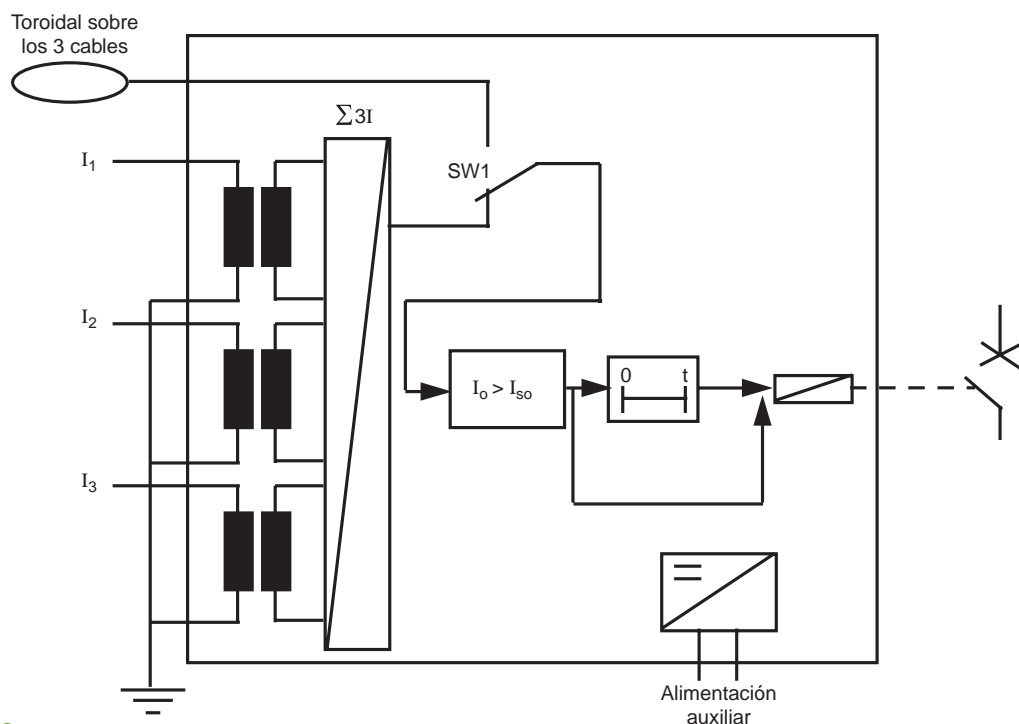 Toroidal sobre
los 3 cables
∑3I
I₁
SW1
I₂
Iₒ > Iₛₒ
0 t
I₃
Alimentación
auxiliar